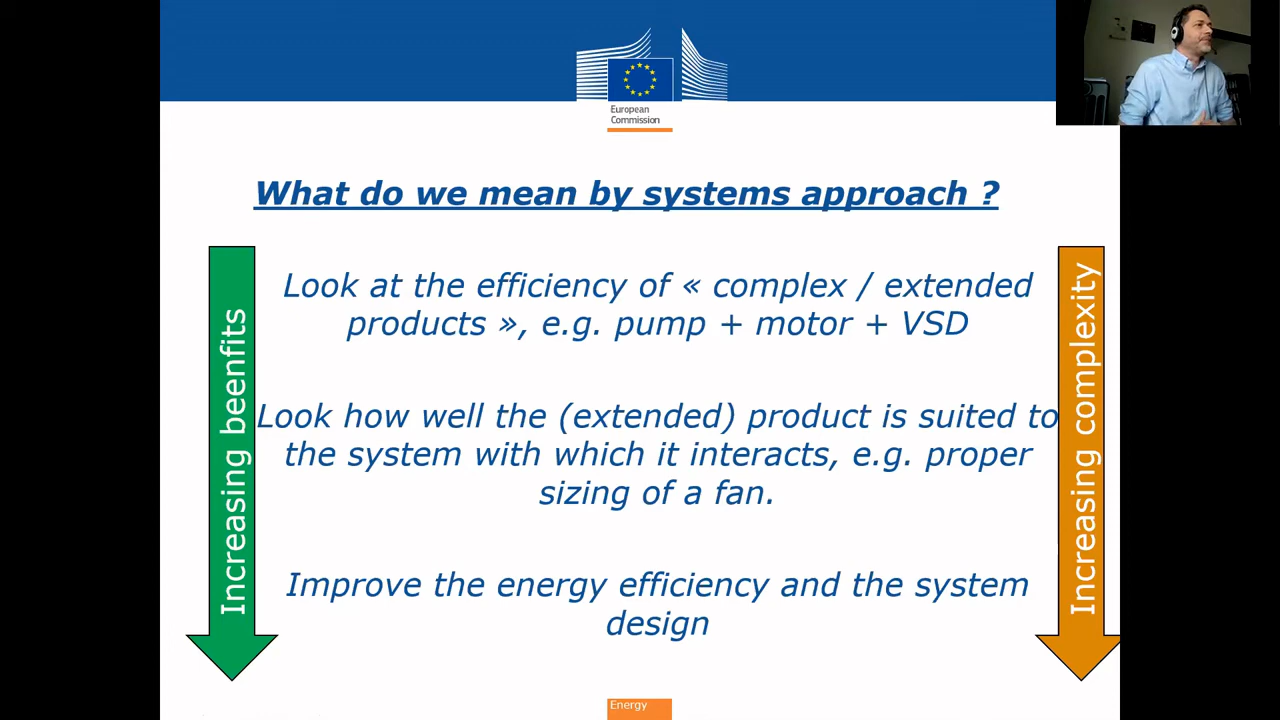 European
Commission
What do we mean by systems approach ?
Look at the efficiency of « complex / extended
products », e.g. pump + motor + VSD
Look how well the (extended) product is suited to
the system with which it interacts, e.g. proper
sizing of a fan.
Improve the energy efficiency and the system
design
Increasing beenfits
Increasing complexity
Energy